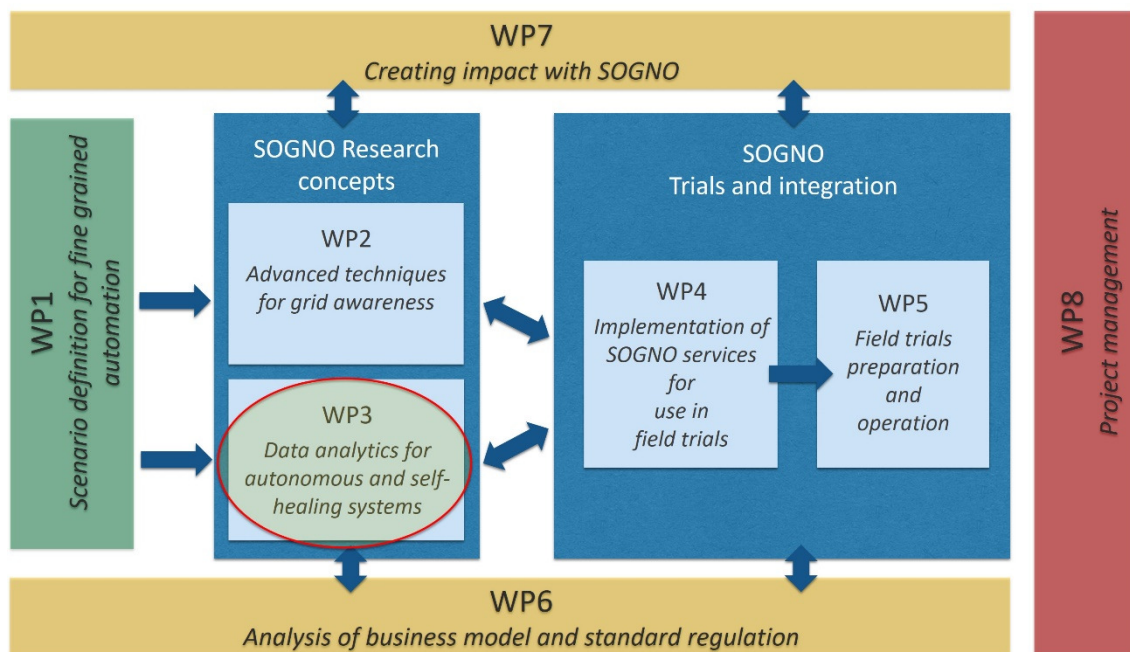 WP7
Creating impact with SOGNO
WP1
Scenario definition for fine grained
automation
SOGNO Research
concepts
WP2
Advanced techniques
for grid awareness
WP3
Data analytics for
autonomous and self-
healing systems
SOGNO
Trials and integration
WP4
Implementation of
SOGNO services
for
use in
field trials
WP5
Field trials
preparation
and
operation
WP8
Project management
WP6
Analysis of business model and standard regulation